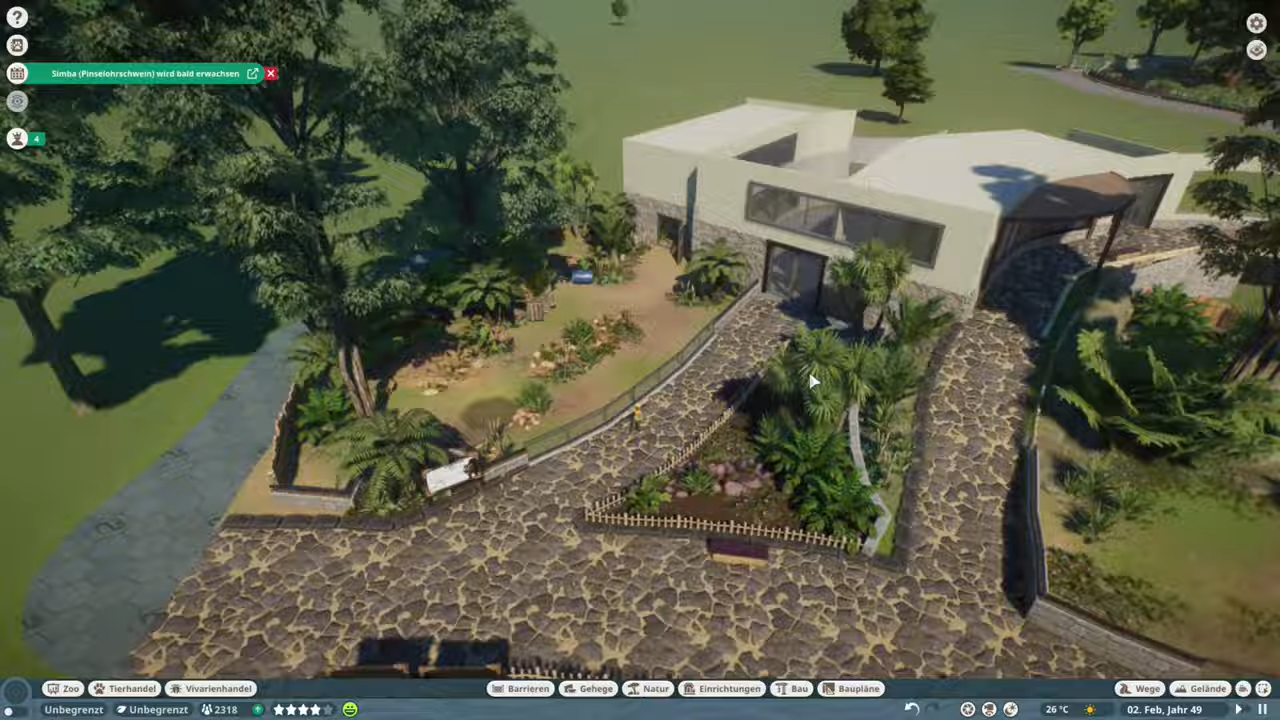 ?
Simba (Pinselohrschwein) wird bald erwachsen
4
Zoo
Tierhandel
Vivarienhandel
Barrieren
Gehege
Natur
Einrichtungen
Bau
Baupläne
Wege
Gelände
Unbegrenzt
Unbegrenzt
2318
26 °C
02. Feb, Jahr 49